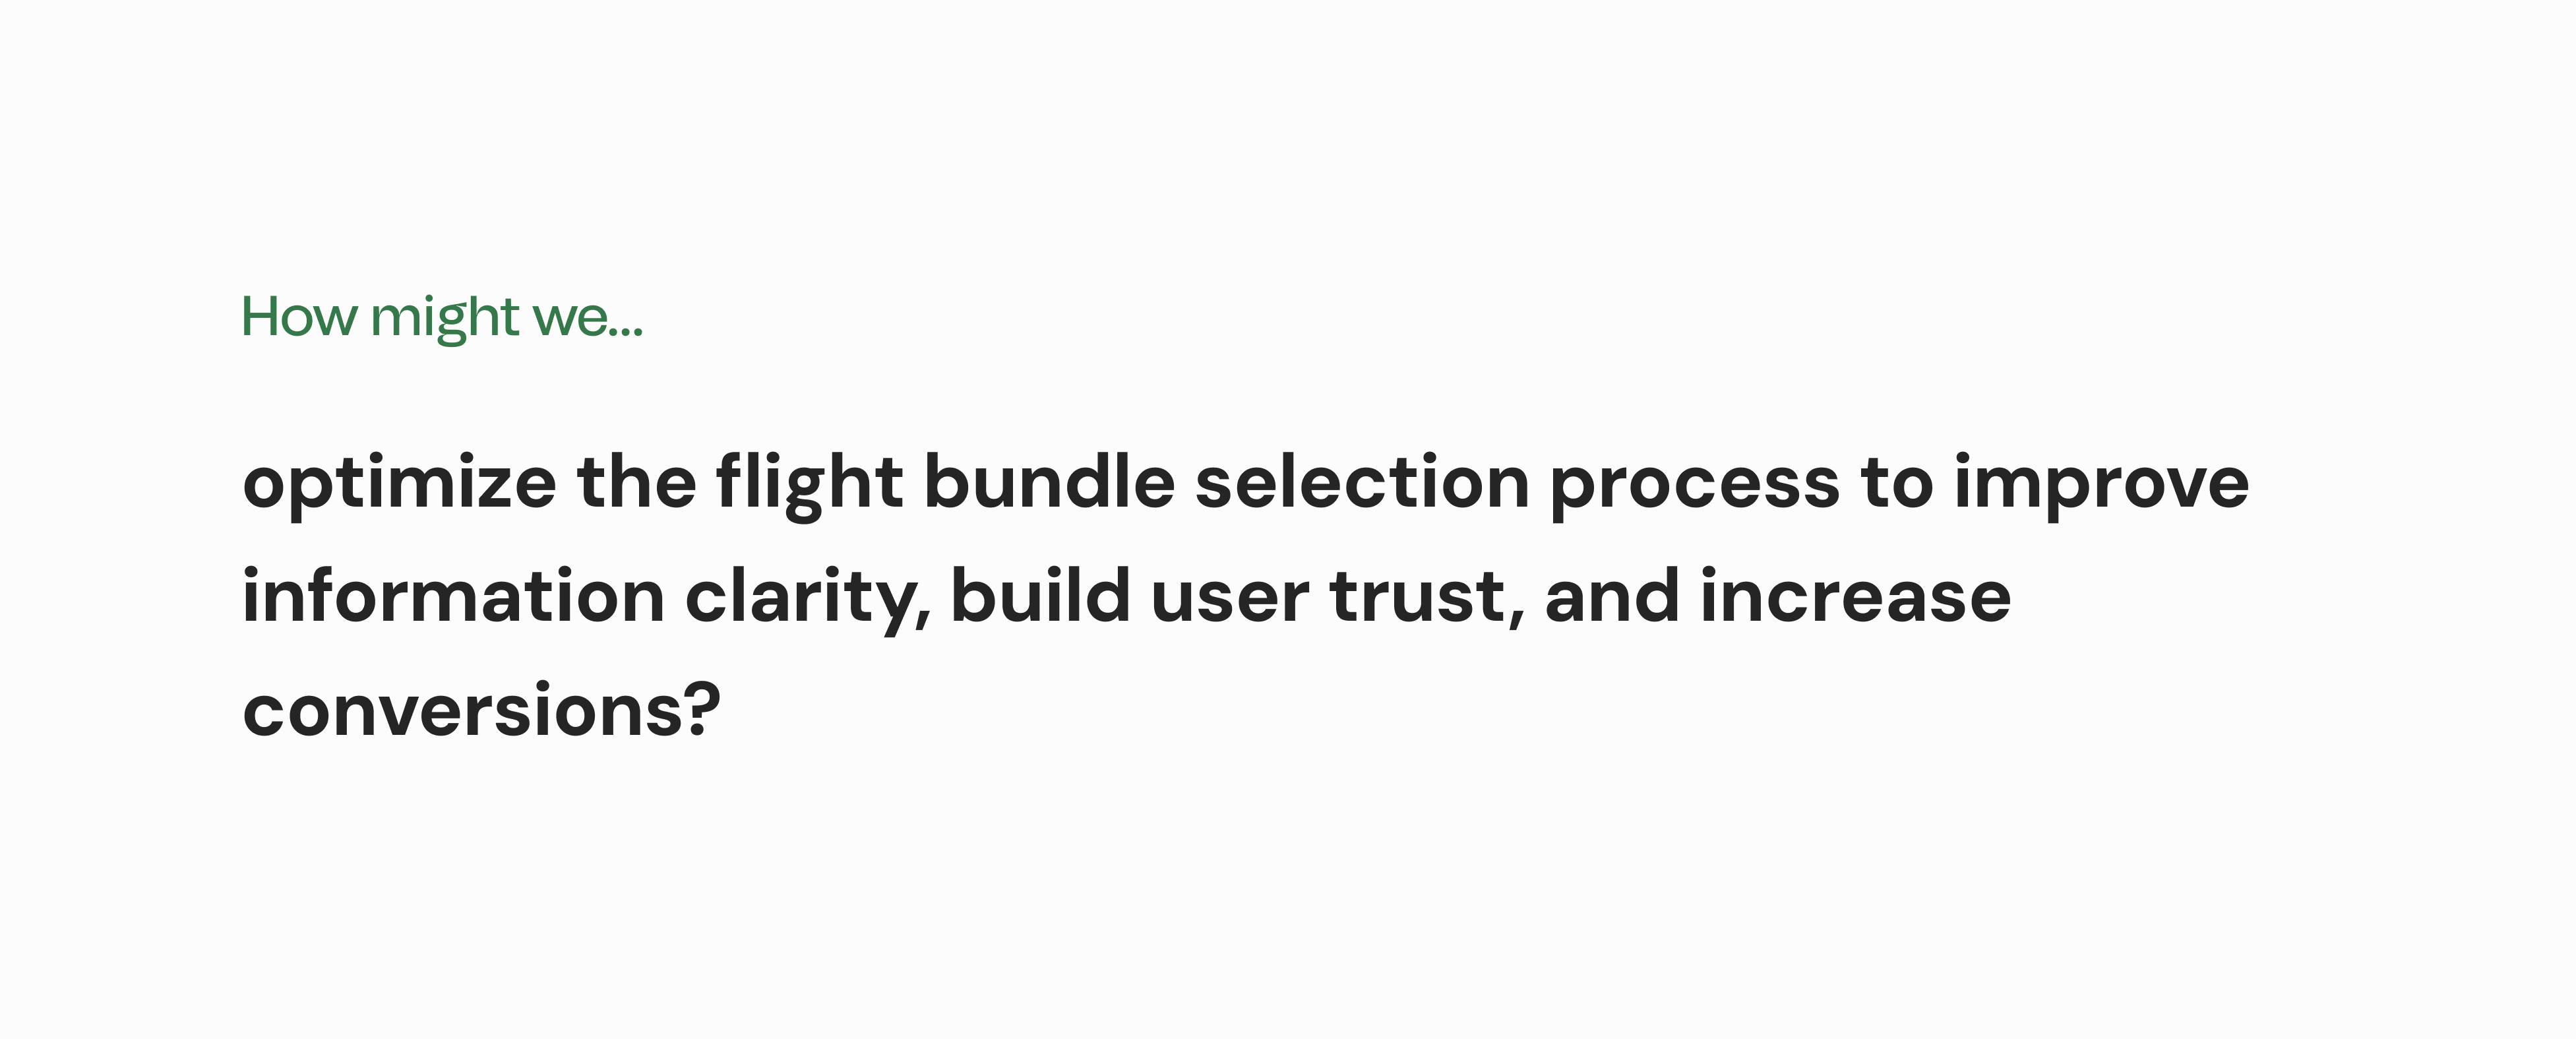 How might we...
optimize the flight bundle selection process to improve
information clarity, build user trust, and increase
conversions?